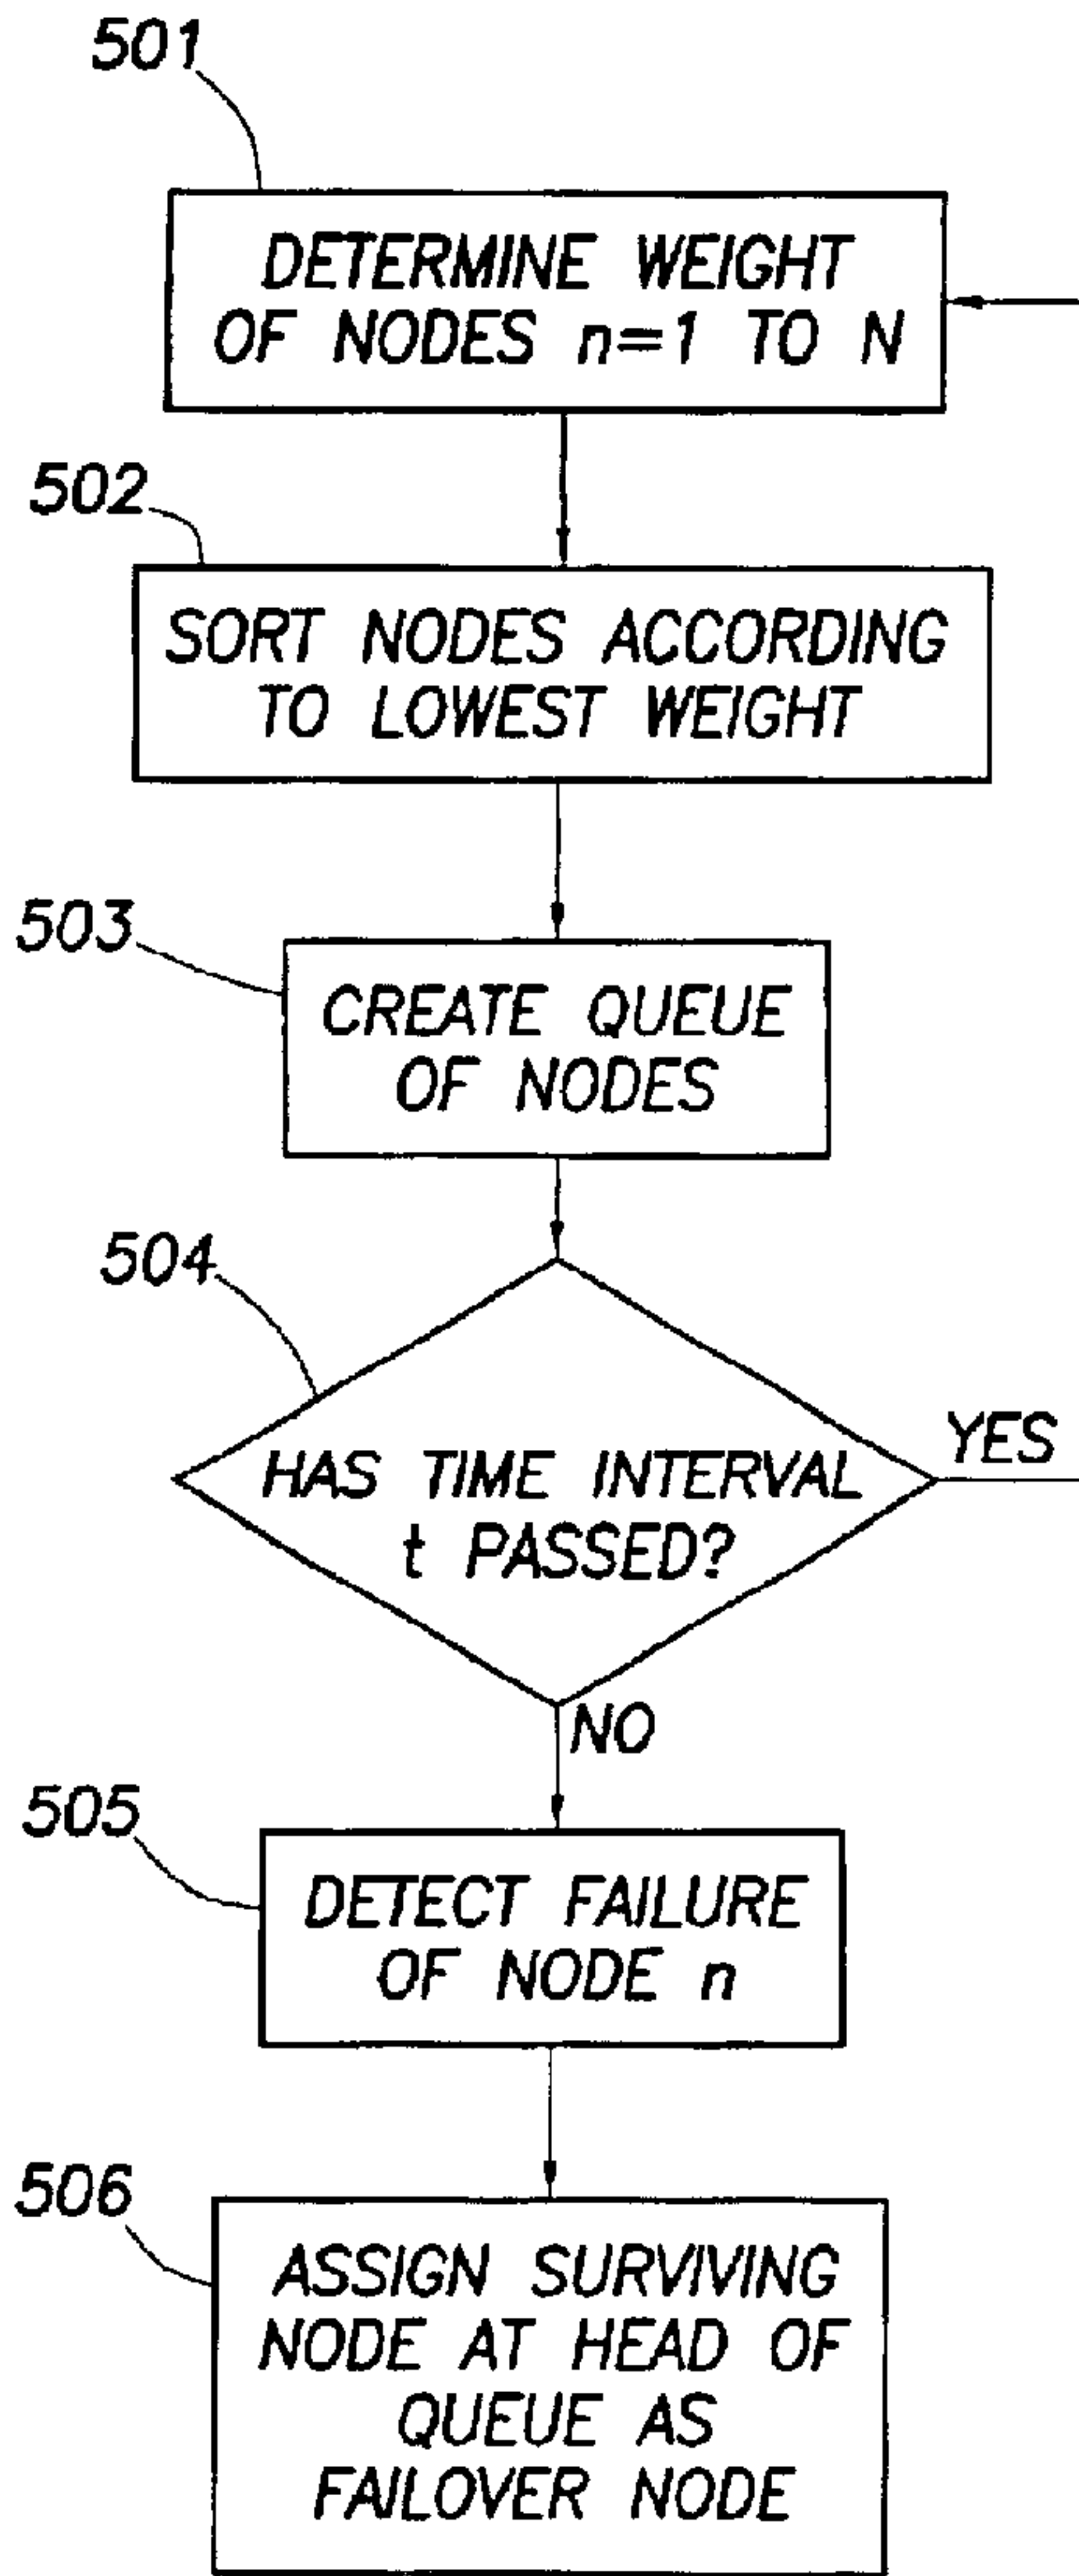 501
DETERMINE WEIGHT
OF NODES n=1 TO N
502
SORT NODES ACCORDING
TO LOWEST WEIGHT
503
CREATE QUEUE
OF NODES
504
HAS TIME INTERVAL
t PASSED?
YES
NO
505
DETECT FAILURE
OF NODE n
506
ASSIGN SURVIVING
NODE AT HEAD OF
QUEUE AS
FAILOVER NODE